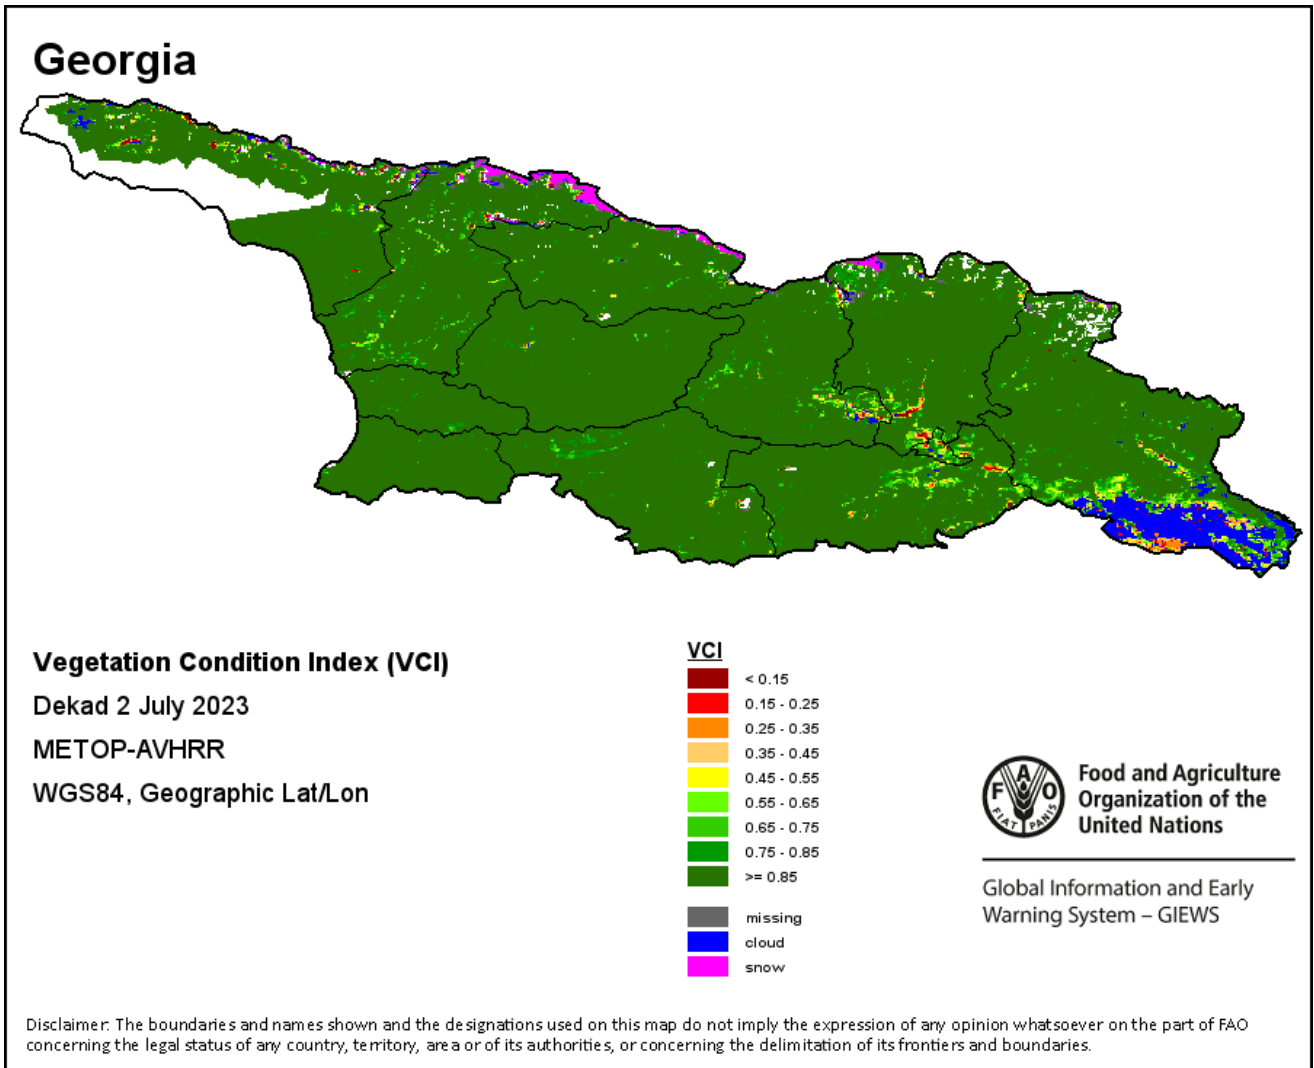 Georgia
Vegetation Condition Index (VCI)
Dekad 2 July 2023
METOP-AVHRR
WGS84, Geographic Lat/Lon
VCI
< 0.15
0.15 - 0.25
0.25 - 0.35
0.35 - 0.45
0.45 - 0.55
0.55 - 0.65
0.65 - 0.75
0.75 - 0.85
>= 0.85
missing
cloud
snow
F A O
FIAT PANIS
Food and Agriculture
Organization of the
United Nations
Global Information and Early
Warning System – GIEWS
Disclaimer: The boundaries and names shown and the designations used on this map do not imply the expression of any opinion whatsoever on the part of FAO
concerning the legal status of any country, territory, area or of its authorities, or concerning the delimitation of its frontiers and boundaries.